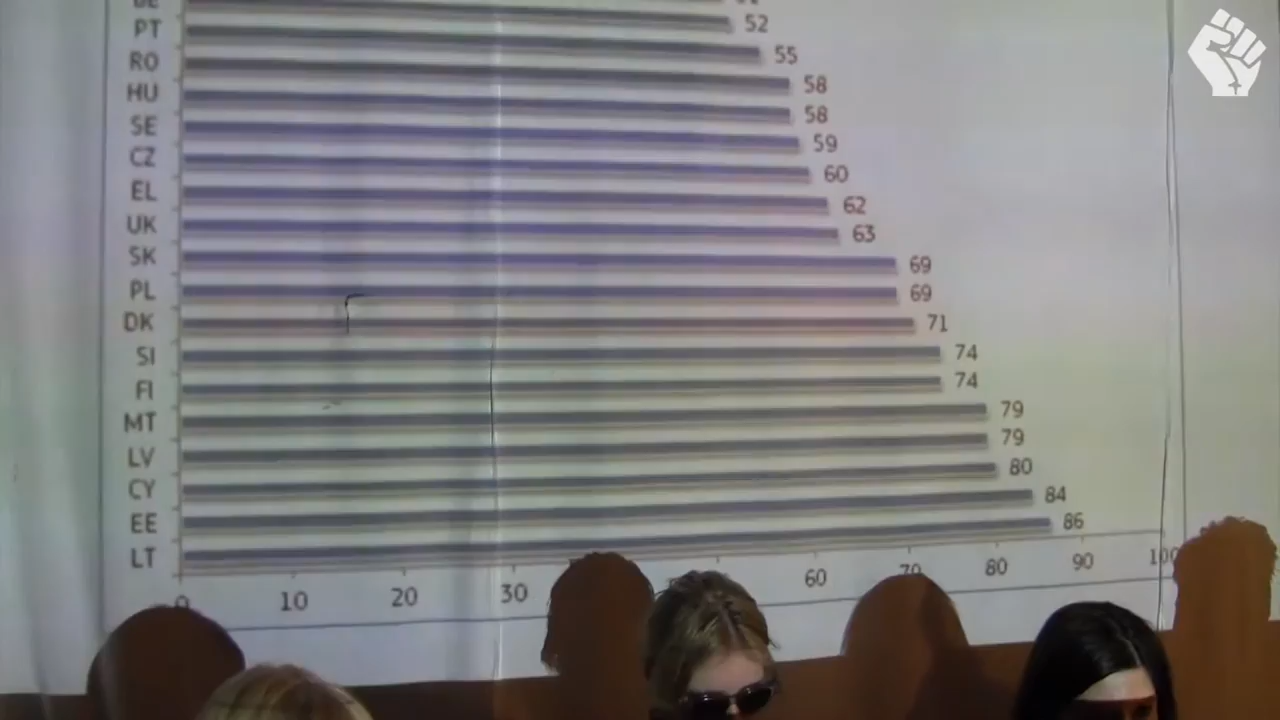 52
PT 55
RO 58
HU 58
SE 59
CZ 60
EL 62
UK 63
SK 69
PL 69
DK 71
SI 74
FI 74
MT 79
LV 79
CY 80
EE 84
LT 86
0 10 20 30 60 70 80 90 100